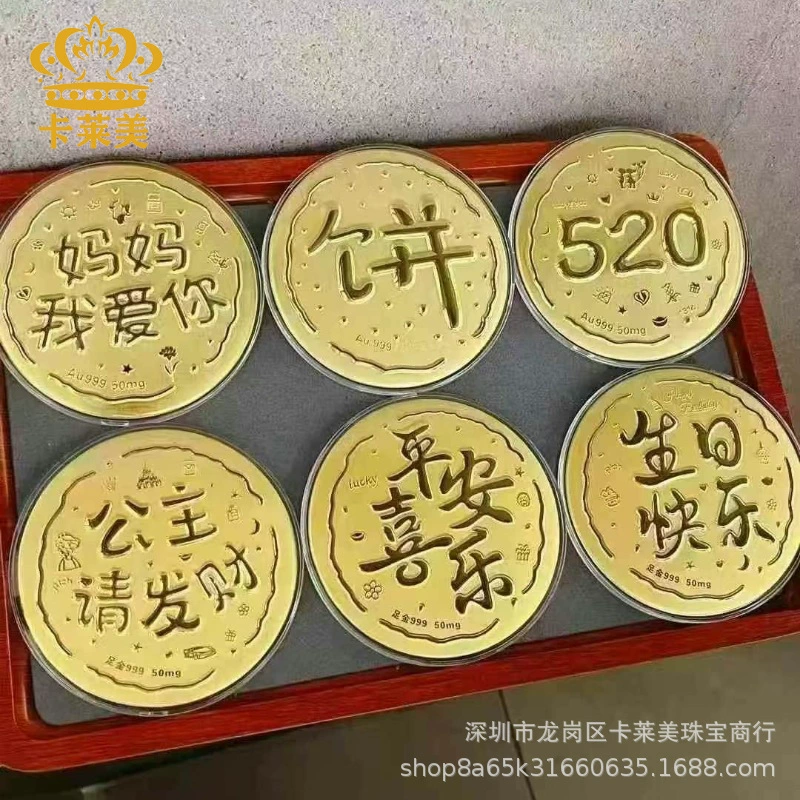 卡莱美
妈妈
我爱你
Au999 50mg
饼
Au999
520
Au999 50mg
公主
请发财
rich
足金999 50mg
lucky
平安
喜乐
足金999 50mg
Happy
Birthday
生日
快乐
足金999 50mg
深圳市龙岗区卡莱美珠宝商行
shop8a65k31660635.1688.com